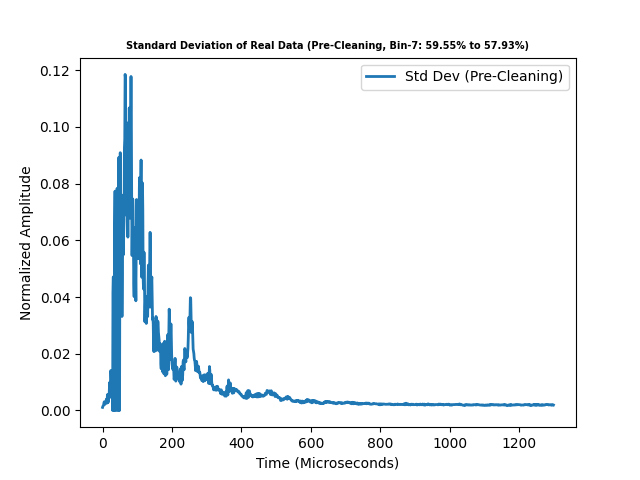 Standard Deviation of Real Data (Pre-Cleaning, Bin-7: 59.55% to 57.93%)
Std Dev (Pre-Cleaning)
Normalized Amplitude
0.12
0.10
0.08
0.06
0.04
0.02
0.00
0 200 400 600 800 1000 1200
Time (Microseconds)